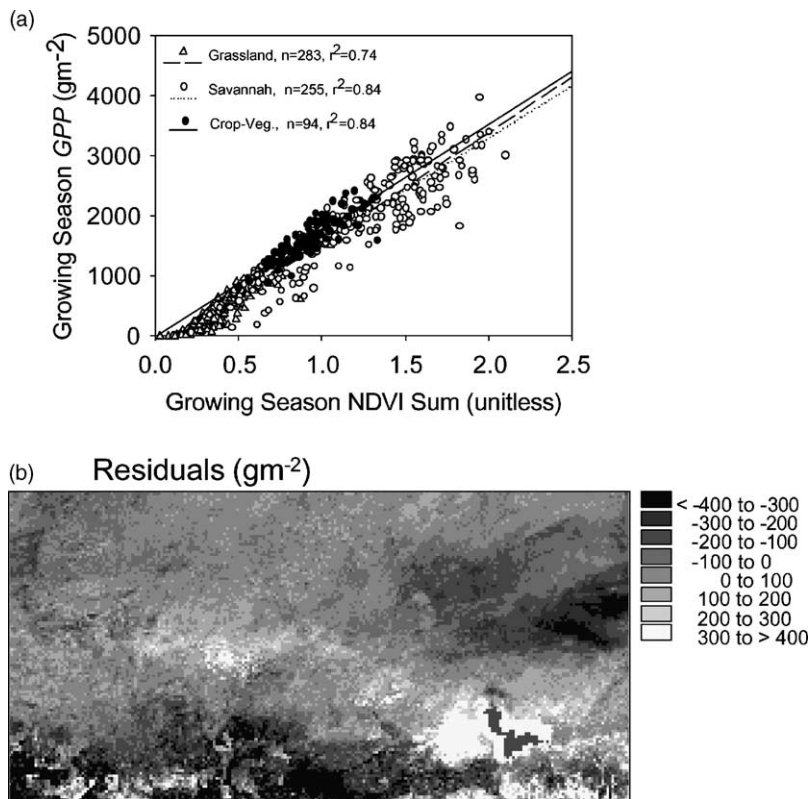 (a)
5000
4000
3000
2000
1000
0
Growing Season GPP (gm-2)
Grassland, n=283, r2=0.74
Savannah, n=255, r2=0.84
Crop-Veg., n=94, r2=0.84
0.0 0.5 1.0 1.5 2.0 2.5
Growing Season NDVI Sum (unitless)
(b) Residuals (gm-2)
< -400 to -300
-300 to -200
-200 to -100
-100 to 0
0 to 100
100 to 200
200 to 300
300 to > 400